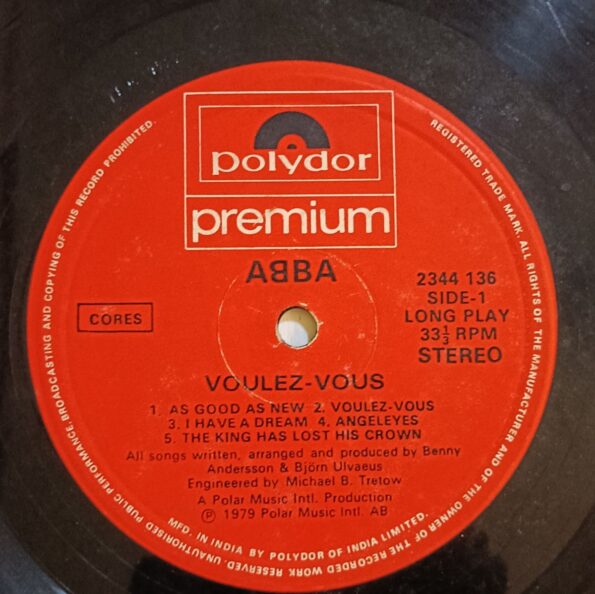 polydor
premium
ABBA
CORES
2344 136
SIDE-1
LONG PLAY
33⅓ RPM
STEREO
VOULEZ-VOUS
1. AS GOOD AS NEW 2. VOULEZ-VOUS
3. I HAVE A DREAM 4. ANGELEYES
5. THE KING HAS LOST HIS CROWN
All songs written, arranged and produced by Benny
Andersson & Björn Ulvaeus
Engineered by Michael B. Tretow
A Polar Music Intl. Production
Ⓟ 1979 Polar Music Intl. AB
MFD. IN INDIA BY POLYDOR OF INDIA LIMITED.
REGISTERED TRADE MARK. ALL RIGHTS OF THE MANUFACTURER AND OF THE OWNER OF THE RECORDED WORK RESERVED. UNAUTHORISED PUBLIC PERFORMANCE BROADCASTING AND COPYING OF THIS RECORD PROHIBITED.